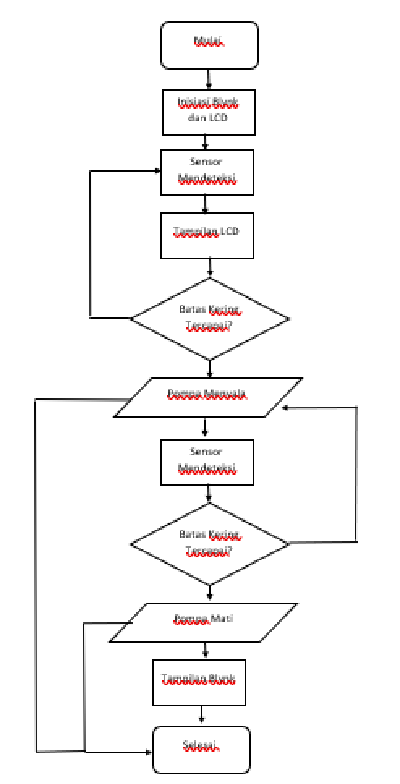 Mulai
Inisiasi Blynk
dan LCD
Sensor
Mendeteksi
Tampilan LCD
Batas Kering
Tercapai?
Pompa Menyala
Sensor
Mendeteksi
Batas Kering
Tercapai?
Pompa Mati
Tampilan Blynk
Selesai